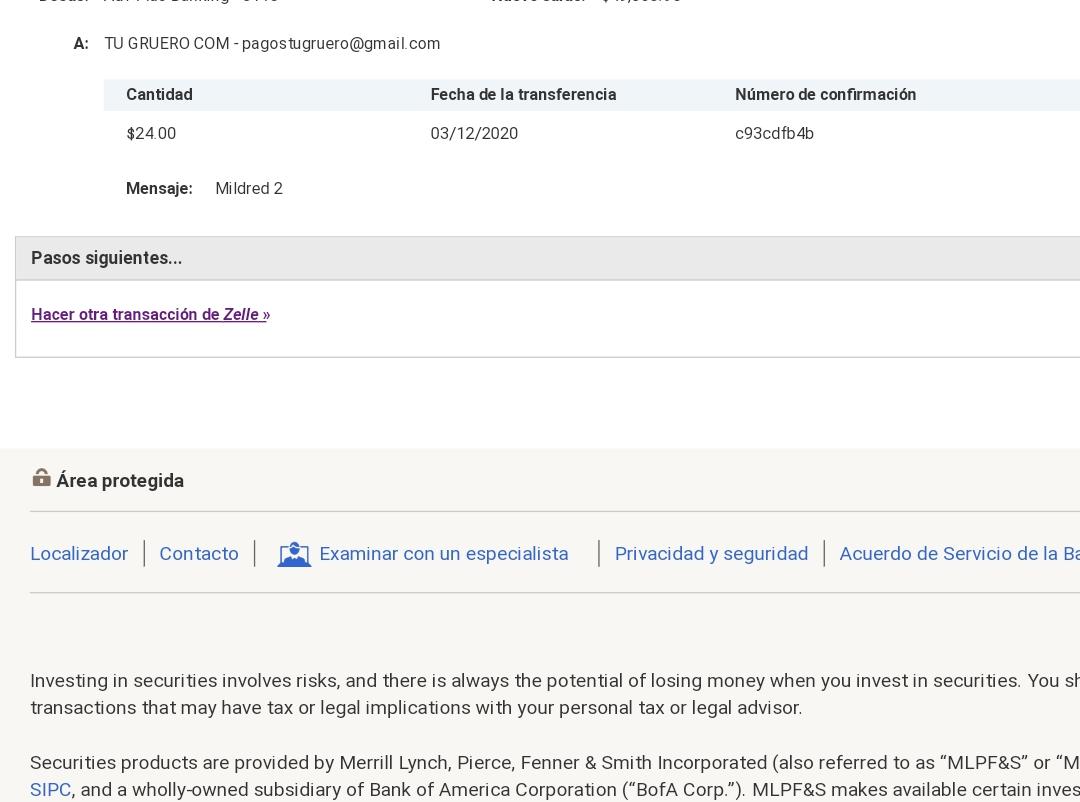 A: TU GRUERO COM - pagostugruero@gmail.com
Cantidad Fecha de la transferencia Número de confirmación
$24.00 03/12/2020 c93cdfb4b
Mensaje: Mildred 2
Pasos siguientes...
Hacer otra transacción de Zelle »
Área protegida
Localizador Contacto Examinar con un especialista Privacidad y seguridad Acuerdo de Servicio de la
Investing in securities involves risks, and there is always the potential of losing money when you invest in securities. You
transactions that may have tax or legal implications with your personal tax or legal advisor.
Securities products are provided by Merrill Lynch, Pierce, Fenner & Smith Incorporated (also referred to as “MLPF&S” or
SIPC, and a wholly-owned subsidiary of Bank of America Corporation (“BofA Corp.”). MLPF&S makes available certain